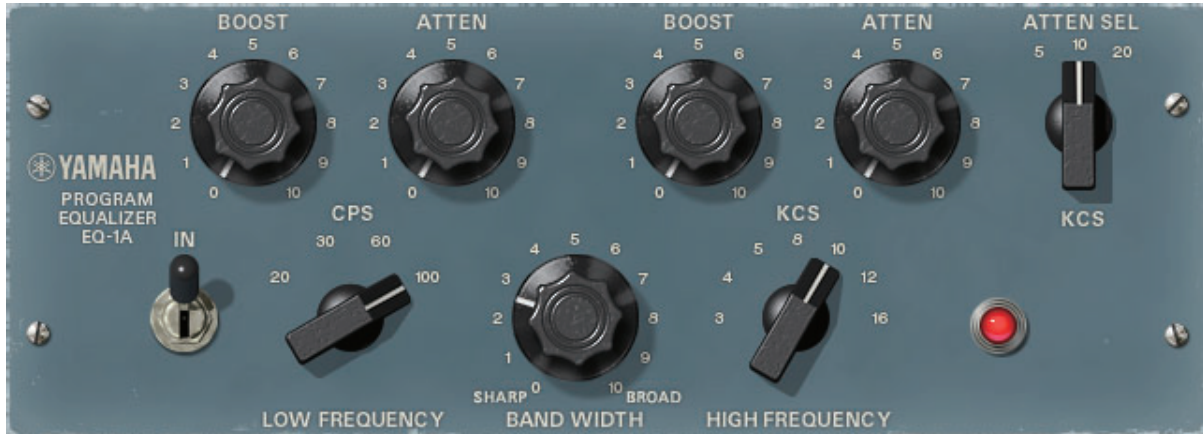 BOOST
ATTEN
BOOST
ATTEN
ATTEN SEL
0 1 2 3 4 5 6 7 8 9 10
0 1 2 3 4 5 6 7 8 9 10
0 1 2 3 4 5 6 7 8 9 10
0 1 2 3 4 5 6 7 8 9 10
5 10 20
KCS
YAMAHA
PROGRAM
EQUALIZER
EQ-1A
IN
CPS
20 30 60 100
LOW FREQUENCY
0 1 2 3 4 5 6 7 8 9 10
SHARP
BROAD
BAND WIDTH
KCS
3 4 5 8 10 12 16
HIGH FREQUENCY